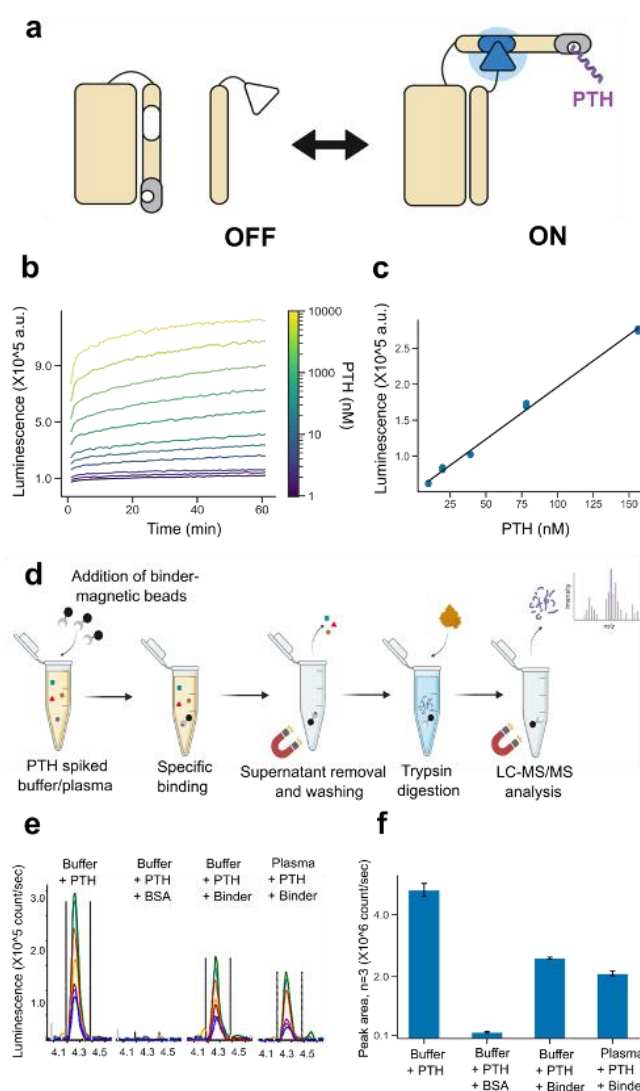 a
PTH
OFF
ON
b
Luminescence (X10^5 a.u.)
9.0
5.0
1.0
0
20
40
60
Time (min)
10000
1000
100
10
1
PTH (nM)
c
Luminescence (X10^5 a.u.)
2.5
2.0
1.5
1.0
25
50
75
100
125
150
PTH (nM)
d
Addition of binder-
magnetic beads
Intensity
m/z
PTH spiked
buffer/plasma
Specific
binding
Supernatant removal
and washing
Trypsin
digestion
LC-MS/MS
analysis
e
Luminescence (X10^5 count/sec)
3.0
2.0
1.0
Buffer
+ PTH
Buffer
+ PTH
+ BSA
Buffer
+ PTH
+ Binder
Plasma
+ PTH
+ Binder
4.1 4.3 4.5
4.1 4.3 4.5
4.1 4.3 4.5
4.1 4.3 4.5
f
Peak area, n=3 (X10^6 count/sec)
4.0
2.0
0.1
Buffer
+ PTH
Buffer
+ PTH
+ BSA
Buffer
+ PTH
+ Binder
Plasma
+ PTH
+ Binder